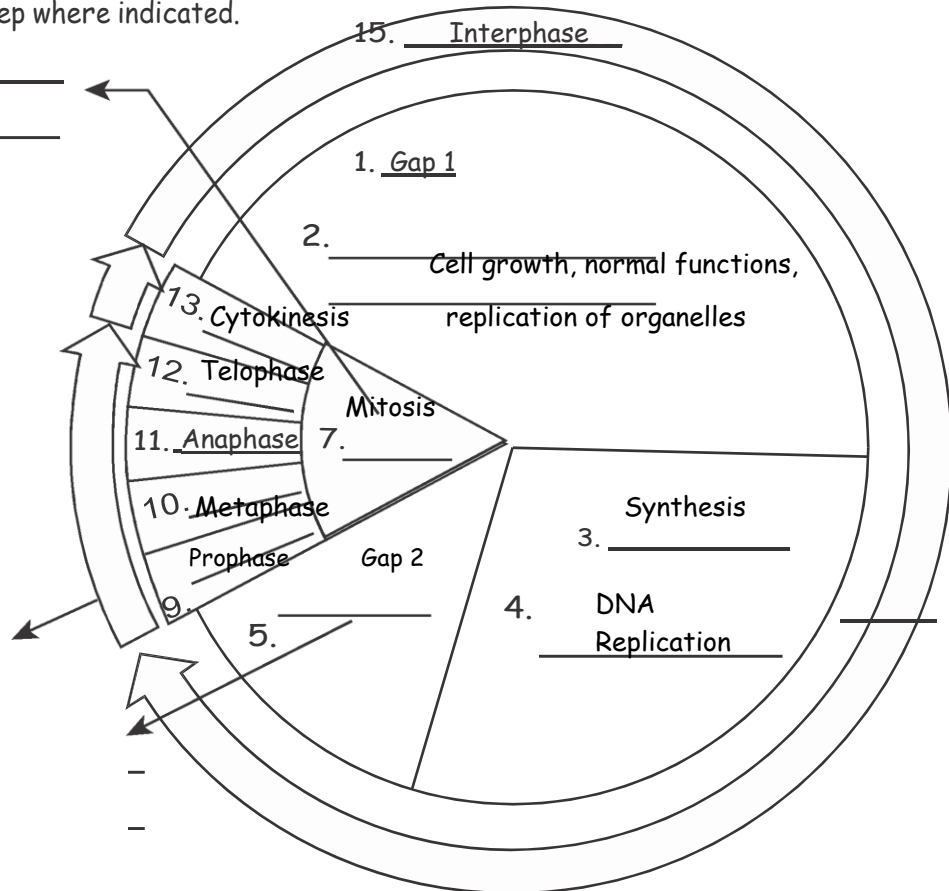 ep where indicated.
15. Interphase
1. Gap 1
2.
Cell growth, normal functions,
replication of organelles
13. Cytokinesis
12. Telophase
Mitosis
7.
11. Anaphase
10. Metaphase
Prophase
9.
Gap 2
5.
Synthesis
3.
4. DNA
Replication